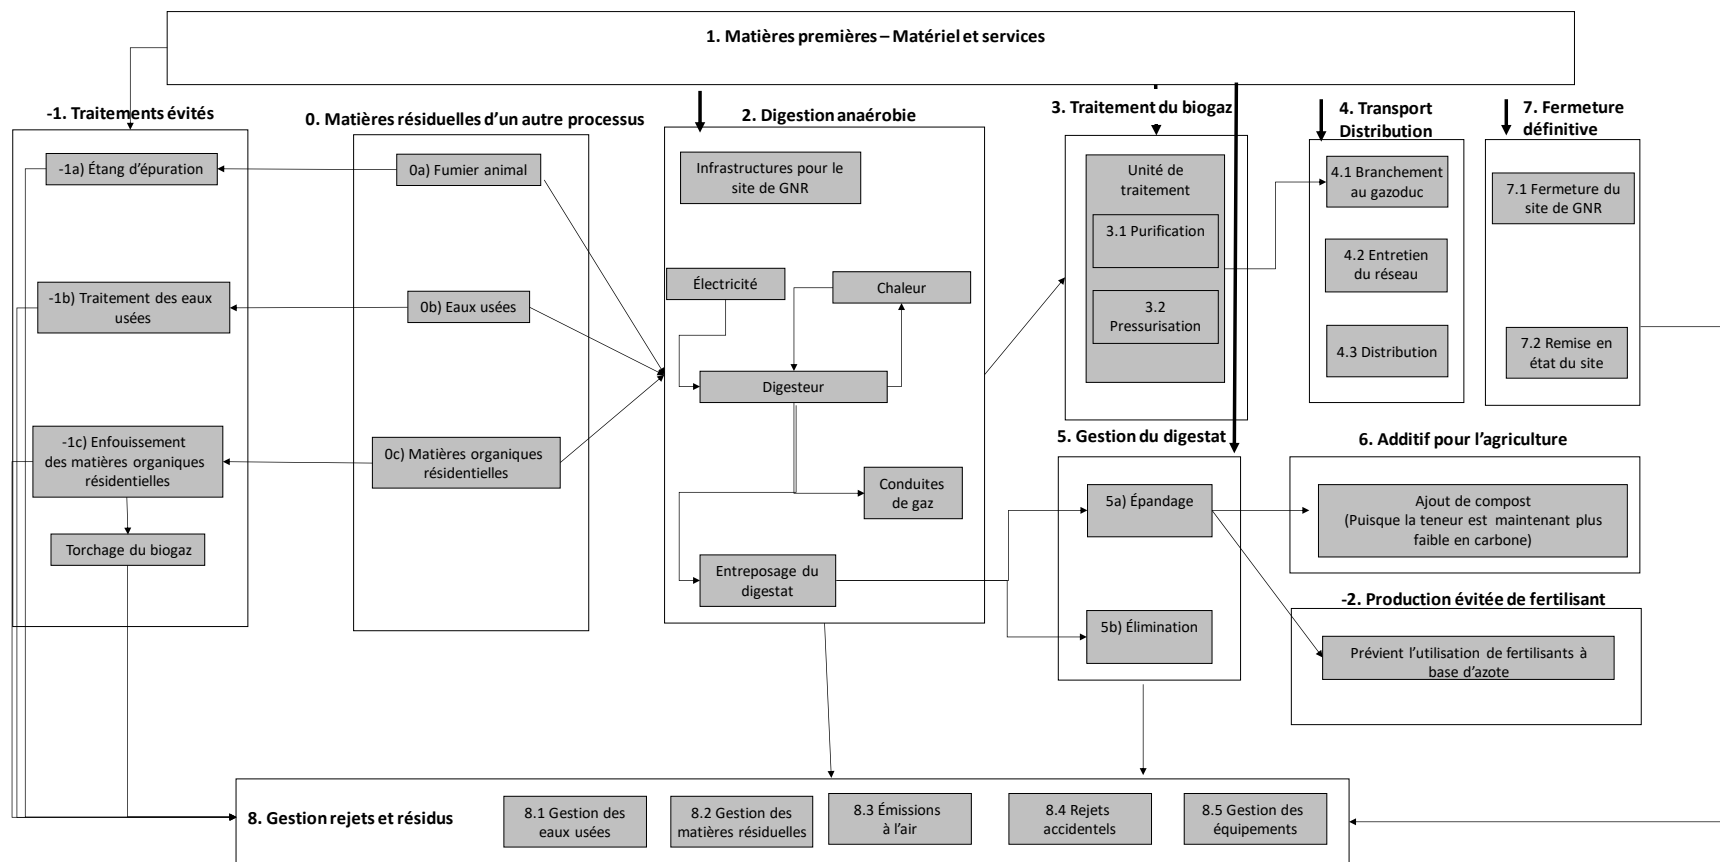 1. Matières premières – Matériel et services
-1. Traitements évités
-1a) Étang d'épuration
-1b) Traitement des eaux
usées
-1c) Enfouissement
des matières organiques
résidentielles
Torchage du biogaz
0. Matières résiduelles d'un autre processus
0a) Fumier animal
0b) Eaux usées
0c) Matières organiques
résidentielles
2. Digestion anaérobie
Infrastructures pour le
site de GNR
Électricité
Chaleur
Digesteur
Conduites
de gaz
Entreposage du
digestat
3. Traitement du biogaz
Unité de
traitement
3.1 Purification
3.2
Pressurisation
4. Transport
Distribution
4.1 Branchement
au gazoduc
4.2 Entretien
du réseau
4.3 Distribution
7. Fermeture
définitive
7.1 Fermeture du
site de GNR
7.2 Remise en
état du site
5. Gestion du digestat
5a) Épandage
5b) Élimination
6. Additif pour l'agriculture
Ajout de compost
(Puisque la teneur est maintenant plus
faible en carbone)
-2. Production évitée de fertilisant
Prévient l'utilisation de fertilisants à
base d'azote
8. Gestion rejets et résidus
8.1 Gestion des
eaux usées
8.2 Gestion des
matières résiduelles
8.3 Émissions
à l'air
8.4 Rejets
accidentels
8.5 Gestion des
équipements